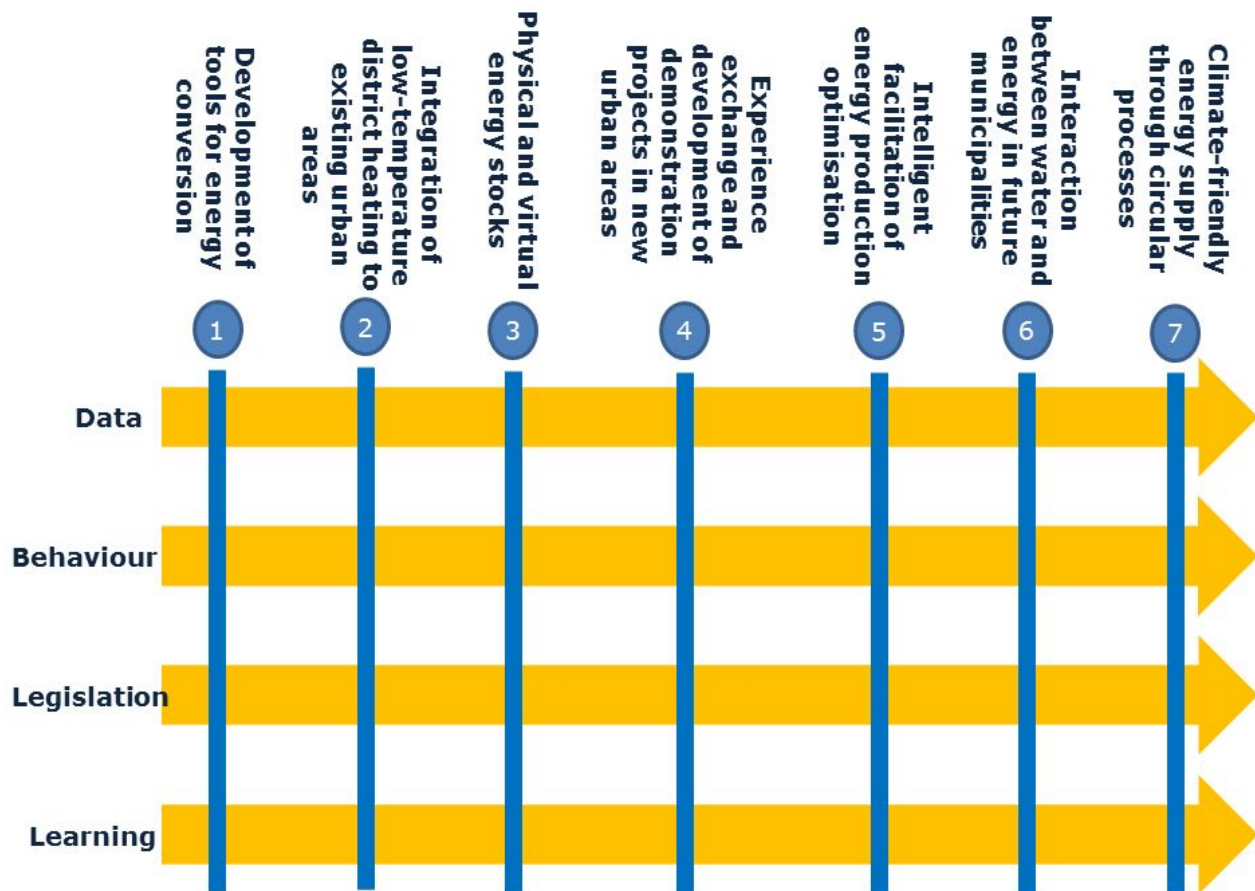 Development of
tools for energy
conversion
Integration of
low-temperature
district heating to
existing urban
areas
Physical and virtual
energy stocks
Experience
exchange and
development of
demonstration
projects in new
urban areas
Intelligent
facilitation of
energy production
optimisation
Interaction
between water and
energy in future
municipalities
Climate-friendly
energy supply
through circular
processes
1
2
3
4
5
6
7
Data
Behaviour
Legislation
Learning